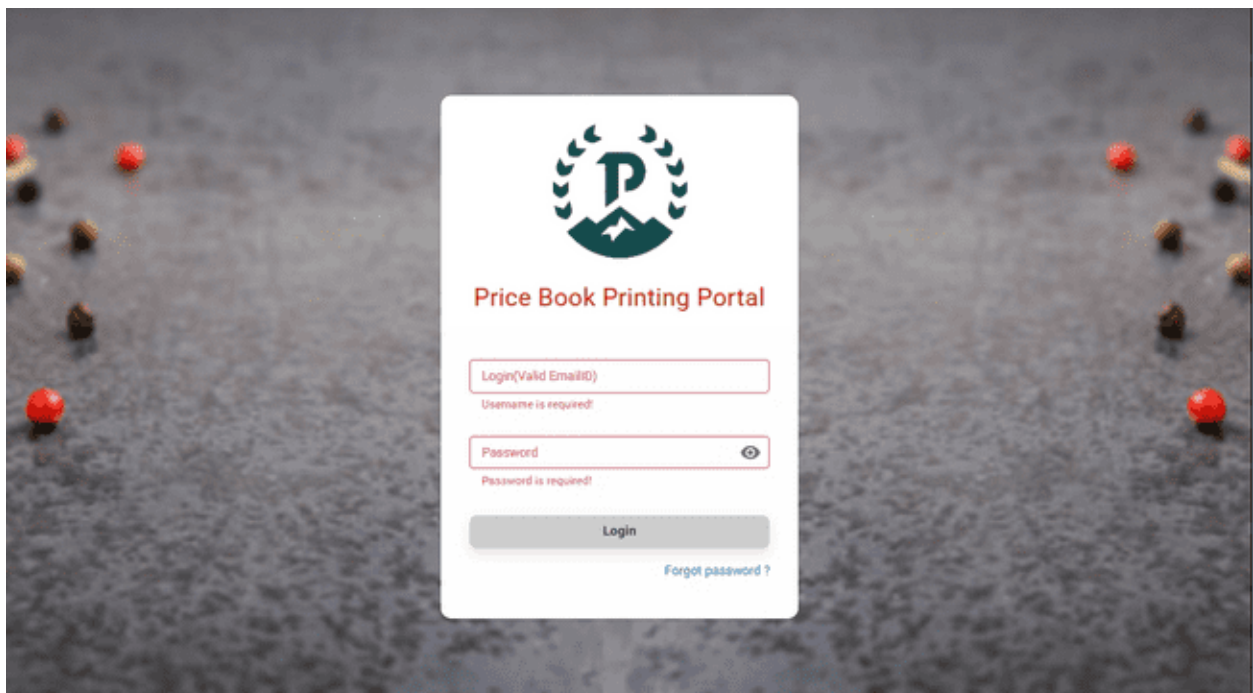 P
Price Book Printing Portal
Login(Valid EmailID)
Username is required!
Password
Password is required!
Login
Forgot password ?